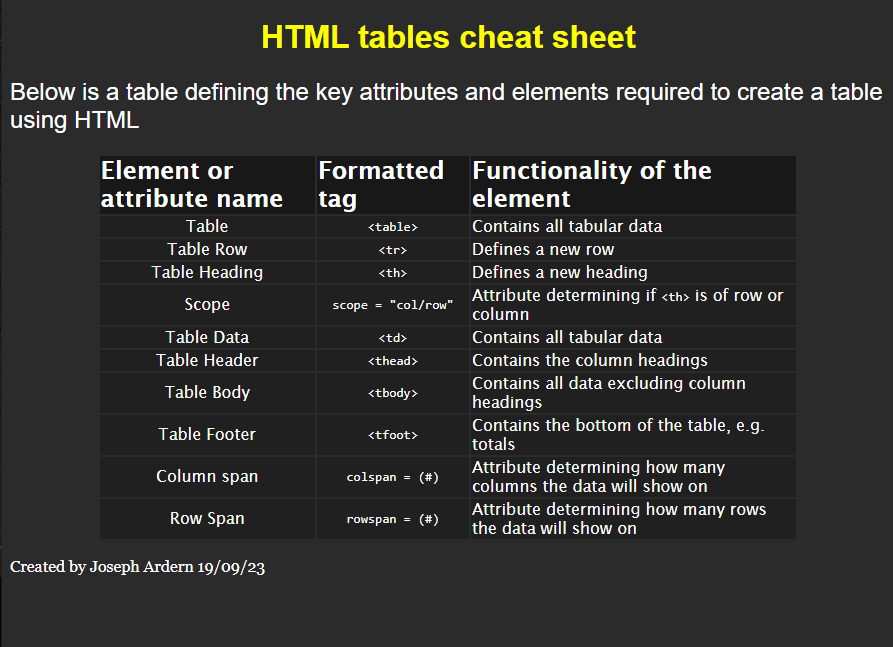 HTML tables cheat sheet
Below is a table defining the key attributes and elements required to create a table
using HTML
Element or attribute name Formatted tag Functionality of the element
Table <table> Contains all tabular data
Table Row <tr> Defines a new row
Table Heading <th> Defines a new heading
Scope scope = "col/row" Attribute determining if <th> is of row or column
Table Data <td> Contains all tabular data
Table Header <thead> Contains the column headings
Table Body <tbody> Contains all data excluding column headings
Table Footer <tfoot> Contains the bottom of the table, e.g. totals
Column span colspan = (#) Attribute determining how many columns the data will show on
Row Span rowspan = (#) Attribute determining how many rows the data will show on
Created by Joseph Ardern 19/09/23